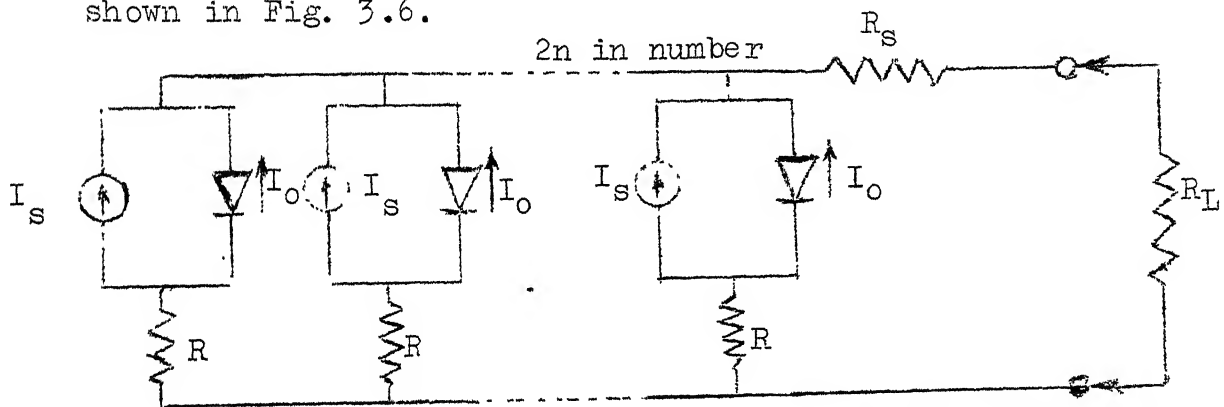 shown in Fig. 3.6.
2n in number
R_s
I_s
I_o
I_s
I_o
I_s
I_o
R_L
R
R
R